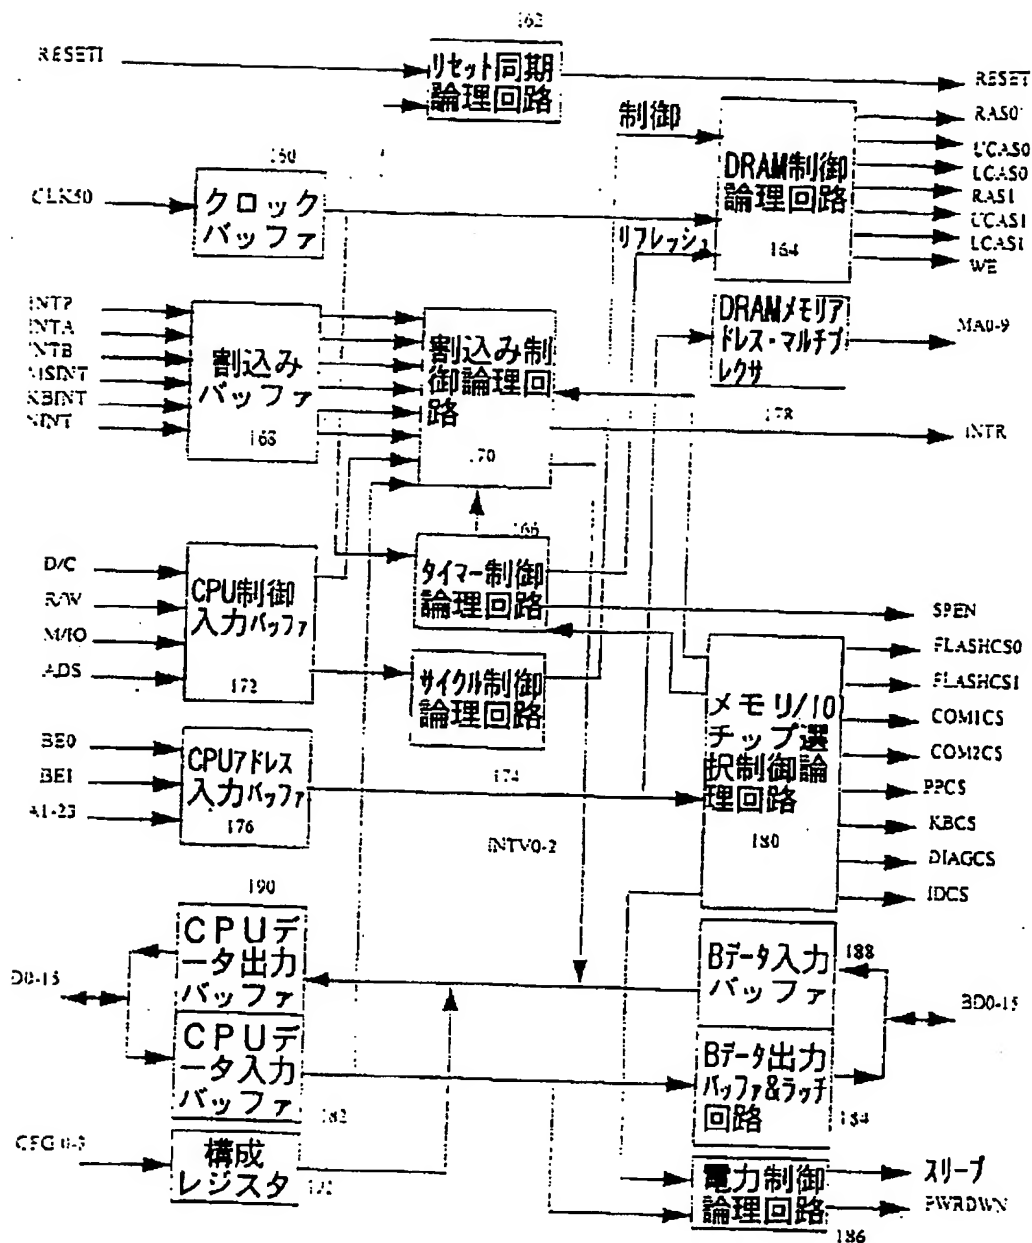 162
RESETI
リセット同期
論理回路
RESET
制御
RAS0
UCAS0
LCAS0
RAS1
UCAS1
LCAS1
WE
DRAM制御
論理回路
164
160
CLK50
クロック
バッファ
リフレッシュ
DRAMメモリア
ドレス・マルチプ
レクサ
178
MA0-9
INTP
INTA
INTB
MSINT
KBINT
NINT
割込み
バッファ
168
割込み制
御論理回
路
170
INTR
166
D/C
R/W
M/IO
ADS
CPU制御
入力バッファ
172
タイマー制御
論理回路
SPEN
サイクル制御
論理回路
174
FLASHCS0
FLASHCS1
COM1CS
COM2CS
PPCS
KBCS
DIAGCS
IDCS
メモリ/IO
チップ選
択制御論
理回路
180
BE0
BE1
A1-23
CPUアドレス
入力バッファ
176
INTV0-2
190
CPUデ
ータ出力
バッファ
D0-15
CPUデ
ータ入力
バッファ
182
Bデータ入力
バッファ
188
BD0-15
Bデータ出力
バッファ&ラッチ
回路
184
CFG 0-3
構成
レジスタ
192
電力制御
論理回路
186
スリープ
PWRDWN